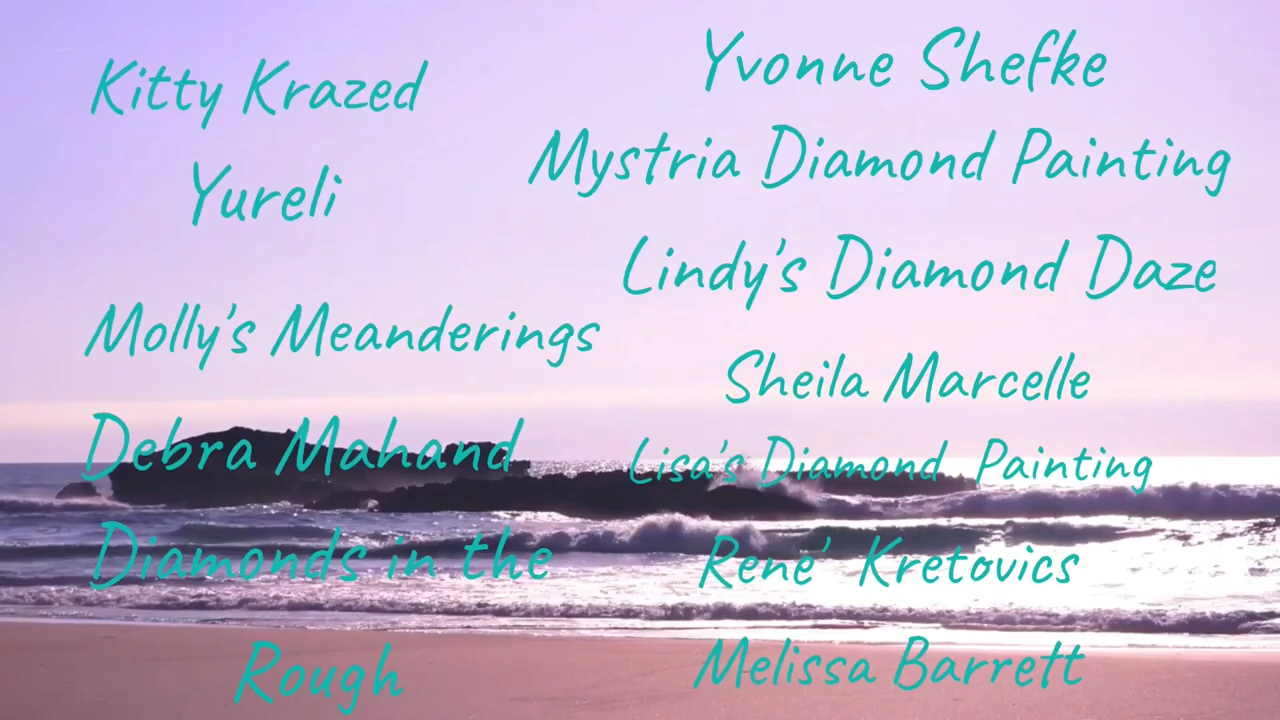 Kitty Krazed
Yureli
Molly's Meanderings
Debra Mahand
Diamonds in the
Rough
Yvonne Shefke
Mystria Diamond Painting
Lindy's Diamond Daze
Sheila Marcelle
Lisa's Diamond Painting
Rene' Kretovics
Melissa Barrett